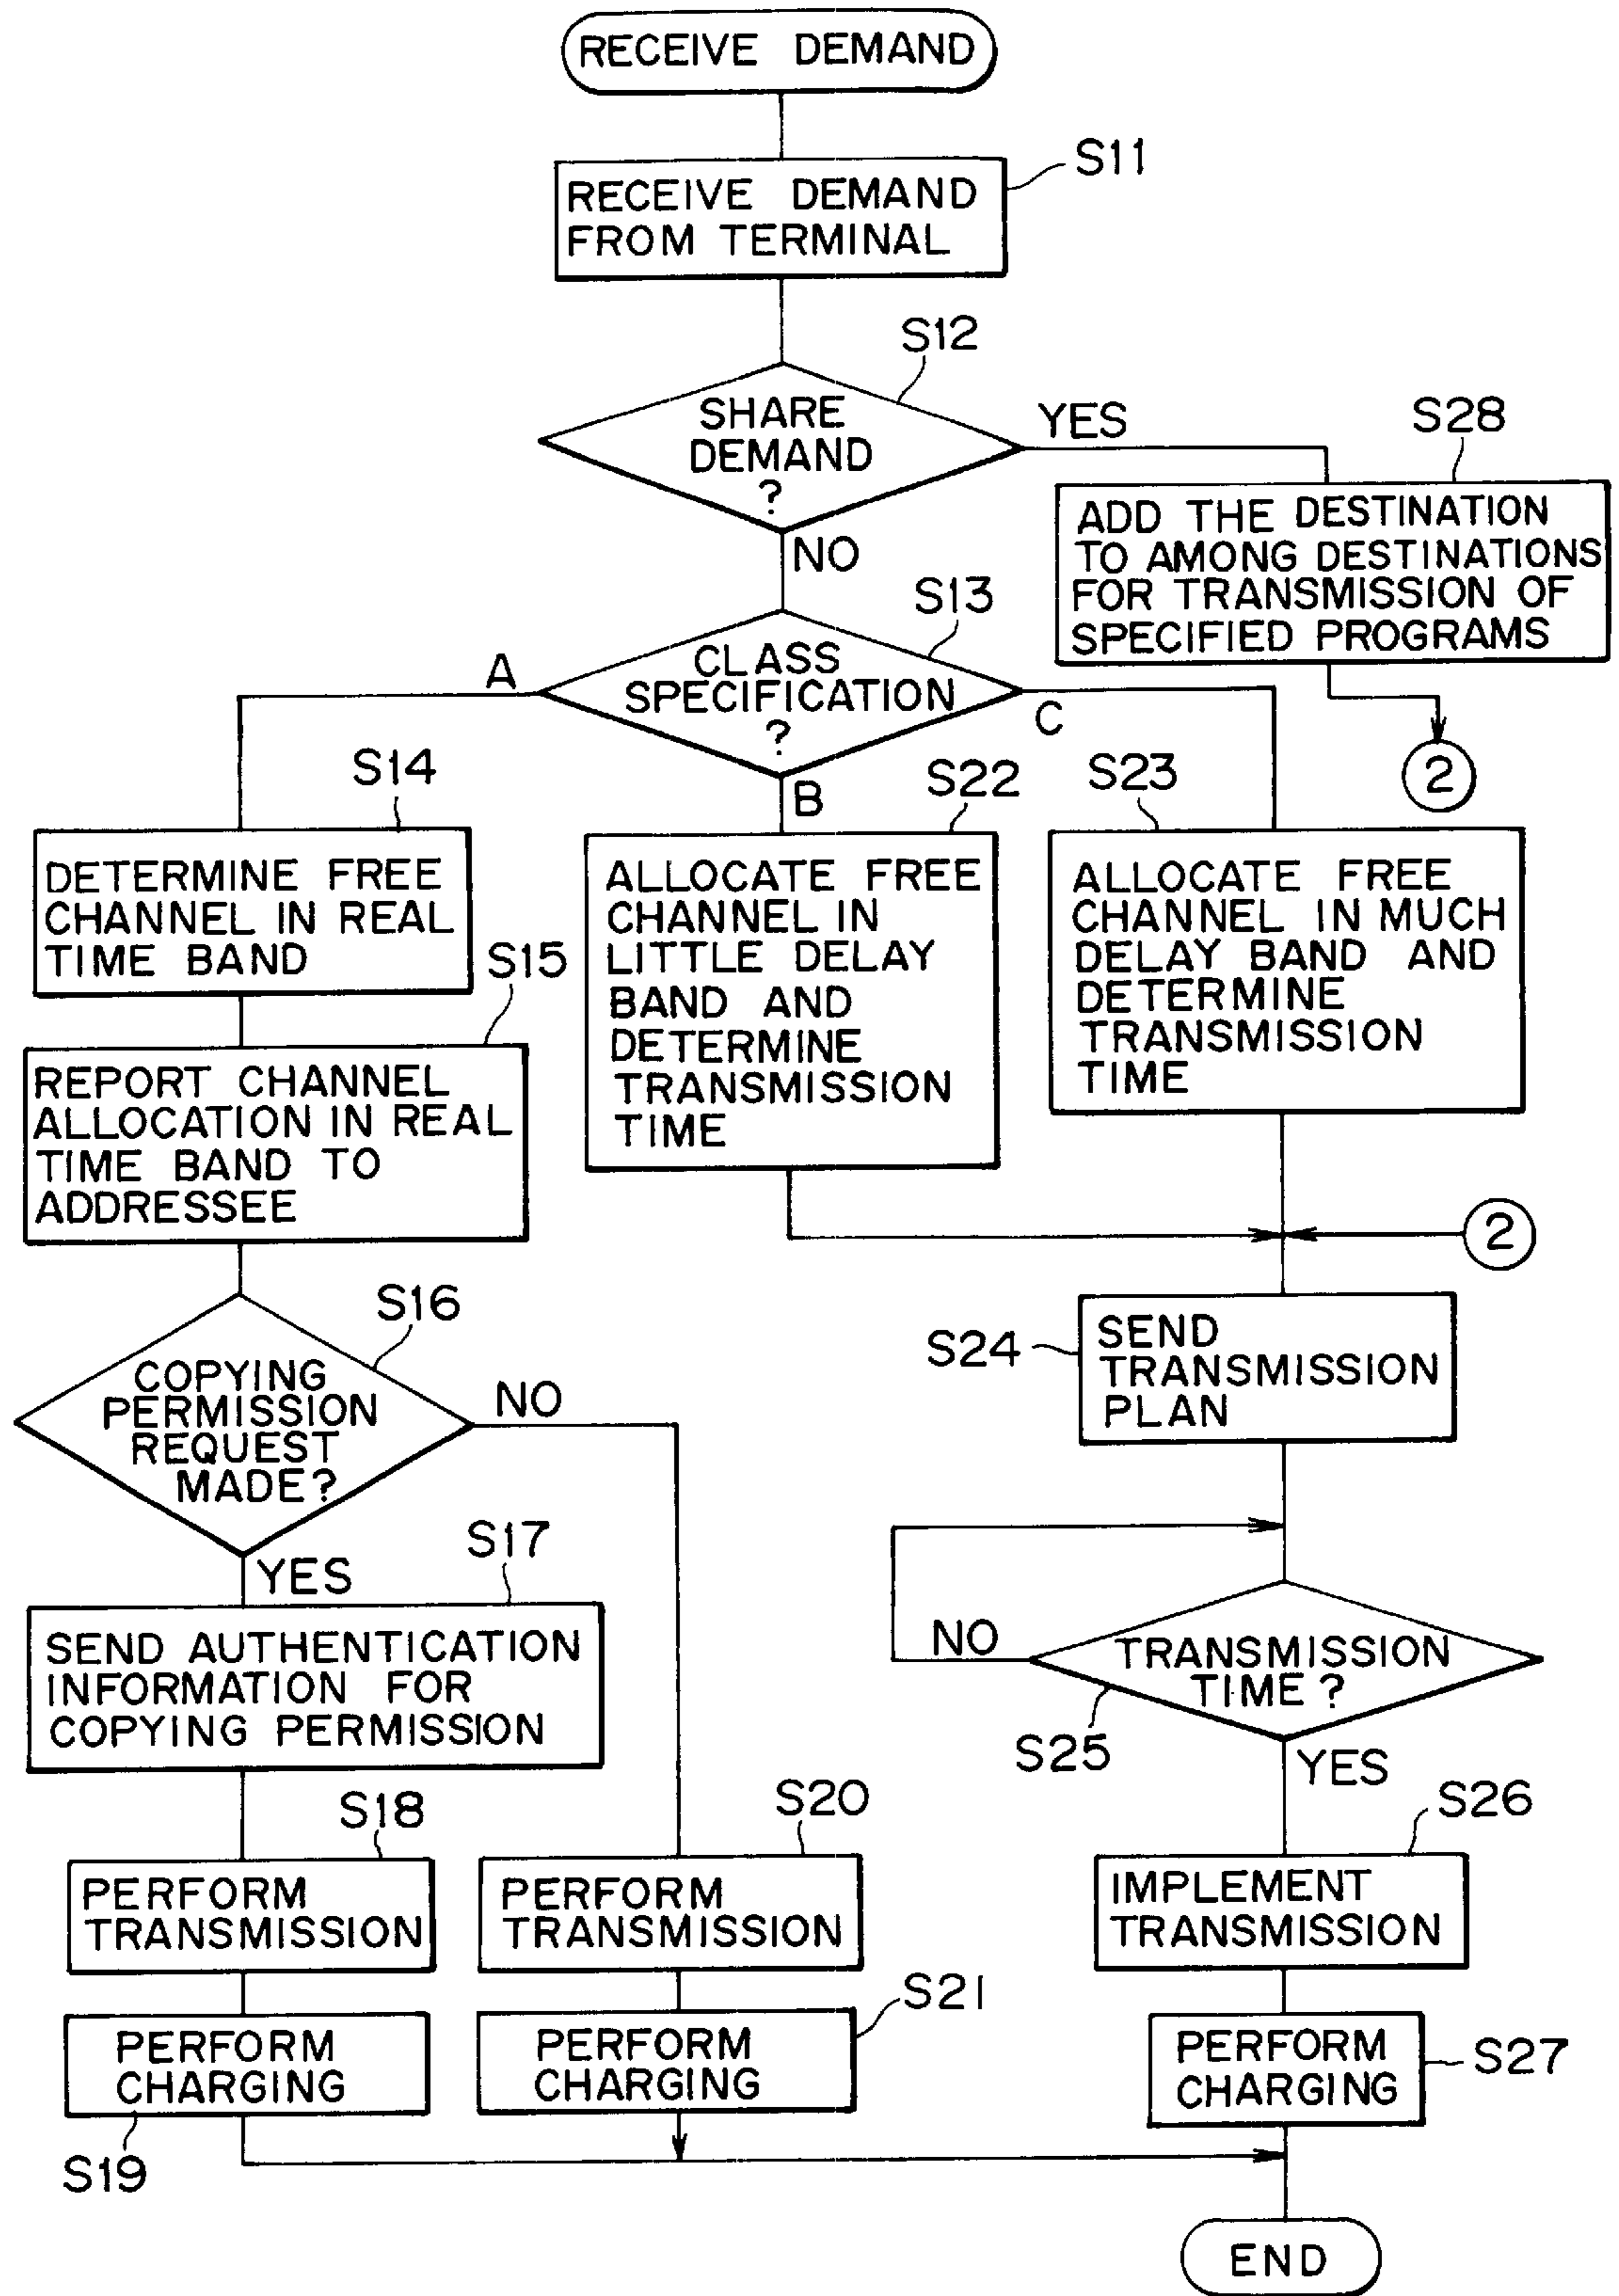 RECEIVE DEMAND
S11
RECEIVE DEMAND
FROM TERMINAL
S12
SHARE
DEMAND
?
YES
NO
S28
ADD THE DESTINATION
TO AMONG DESTINATIONS
FOR TRANSMISSION OF
SPECIFIED PROGRAMS
2
S13
CLASS
SPECIFICATION
?
A
B
C
S14
DETERMINE FREE
CHANNEL IN REAL
TIME BAND
S15
REPORT CHANNEL
ALLOCATION IN REAL
TIME BAND TO
ADDRESSEE
S22
ALLOCATE FREE
CHANNEL IN
LITTLE DELAY
BAND AND
DETERMINE
TRANSMISSION
TIME
S23
ALLOCATE FREE
CHANNEL IN MUCH
DELAY BAND AND
DETERMINE
TRANSMISSION
TIME
2
S16
COPYING
PERMISSION
REQUEST
MADE?
NO
YES
S17
SEND AUTHENTICATION
INFORMATION FOR
COPYING PERMISSION
S18
PERFORM
TRANSMISSION
PERFORM
CHARGING
S19
S20
PERFORM
TRANSMISSION
S21
PERFORM
CHARGING
S24
SEND
TRANSMISSION
PLAN
NO
TRANSMISSION
TIME?
S25
YES
S26
IMPLEMENT
TRANSMISSION
PERFORM
CHARGING
S27
END